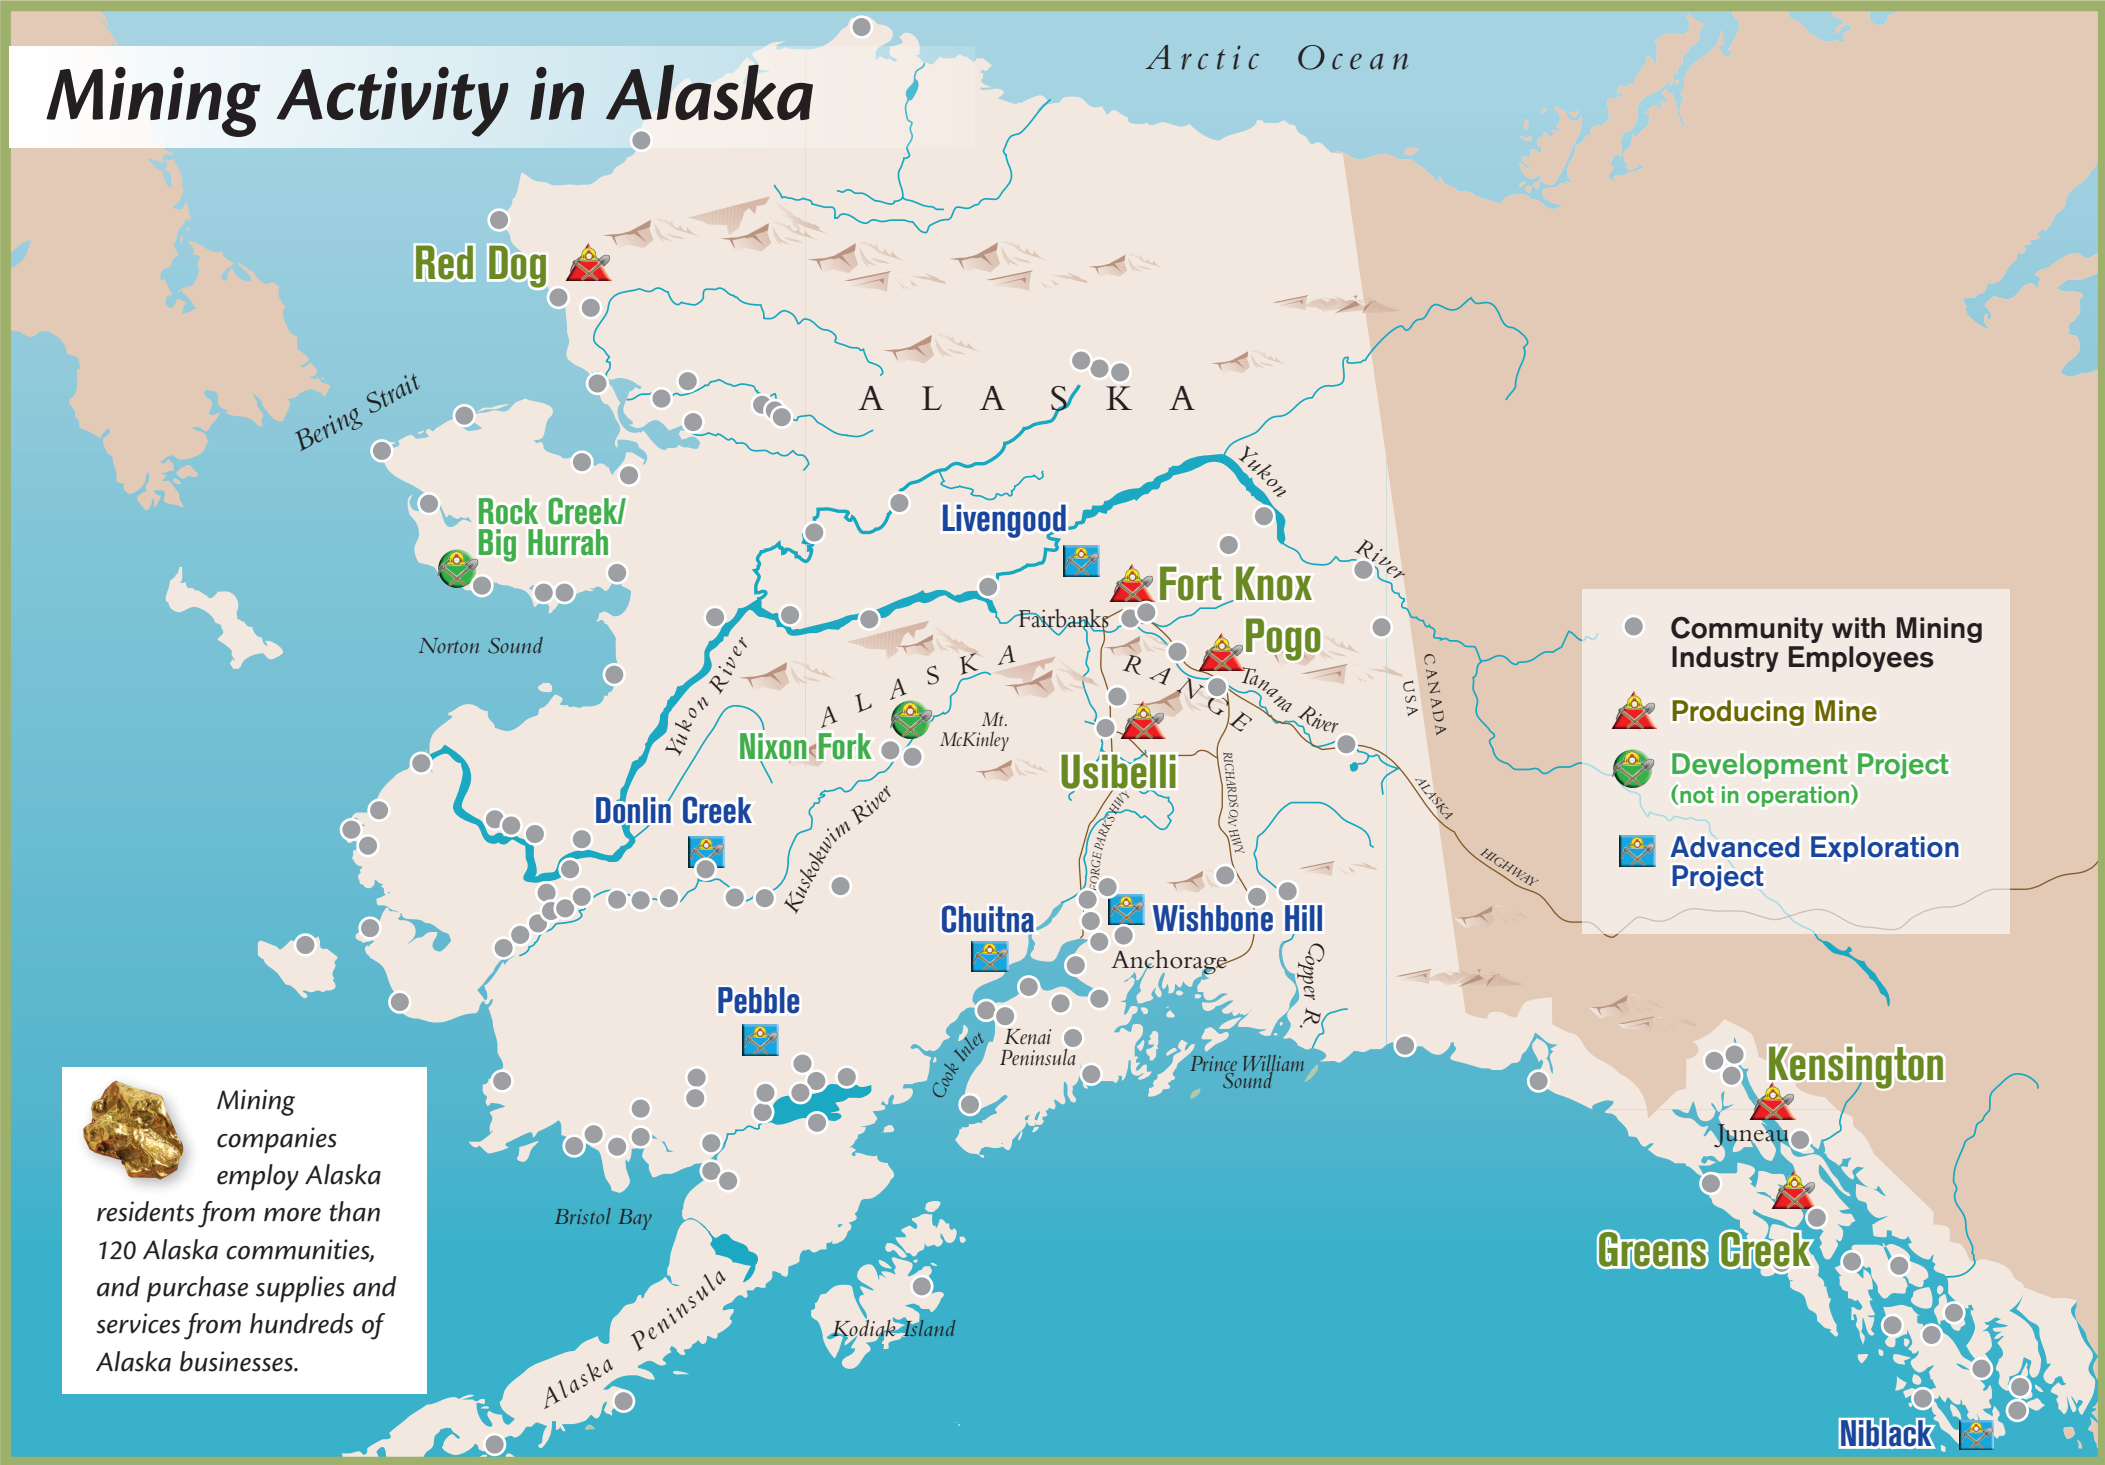 Mining Activity in Alaska
Arctic Ocean
Red Dog
Bering Strait
A L A S K A
Yukon
River
Rock Creek/
Big Hurrah
Livengood
Fort Knox
Fairbanks
Pogo
Norton Sound
Yukon River
ALASKA
RANGE
Tanana River
CANADA
USA
Nixon Fork
Mt.
McKinley
Usibelli
RICHARDSON HWY
GEORGE PARKS HWY
ALASKA
HIGHWAY
Donlin Creek
Kuskokwim River
Chuitna
Wishbone Hill
Anchorage
Copper R.
Pebble
Cook Inlet
Kenai
Peninsula
Prince William
Sound
Kensington
Juneau
Greens Creek
Bristol Bay
Alaska Peninsula
Kodiak Island
Niblack
Community with Mining
Industry Employees
Producing Mine
Development Project
(not in operation)
Advanced Exploration
Project
Mining
companies
employ Alaska
residents from more than
120 Alaska communities,
and purchase supplies and
services from hundreds of
Alaska businesses.